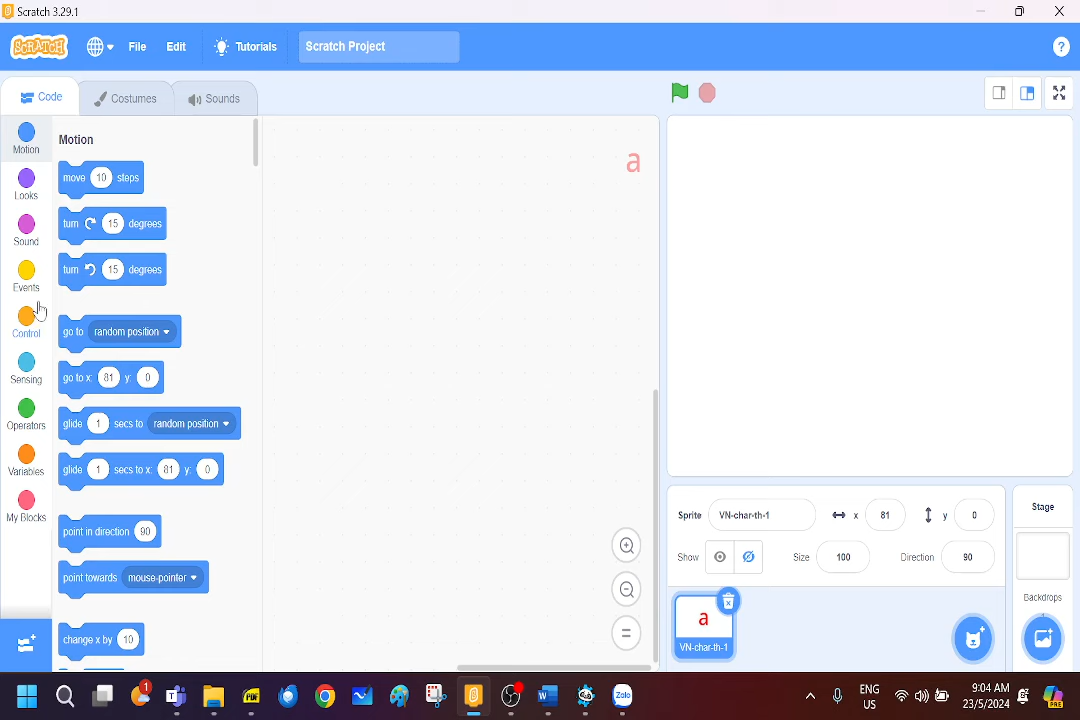 Scratch 3.29.1
SCRATCH
File
Edit
Tutorials
Scratch Project
?
Code
Costumes
Sounds
Motion
Looks
Sound
Events
Control
Sensing
Operators
Variables
My Blocks
Motion
move 10 steps
turn 15 degrees
turn 15 degrees
go to random position
go to x: 81 y: 0
glide 1 secs to random position
glide 1 secs to x: 81 y: 0
point in direction 90
point towards mouse-pointer
change x by 10
a
Sprite VN-char-th-1 x 81 y 0
Show Size 100 Direction 90
a
VN-char-th-1
Stage
Backdrops
1
PDF
Zalo
ENG
US
9:04 AM
23/5/2024
PRE